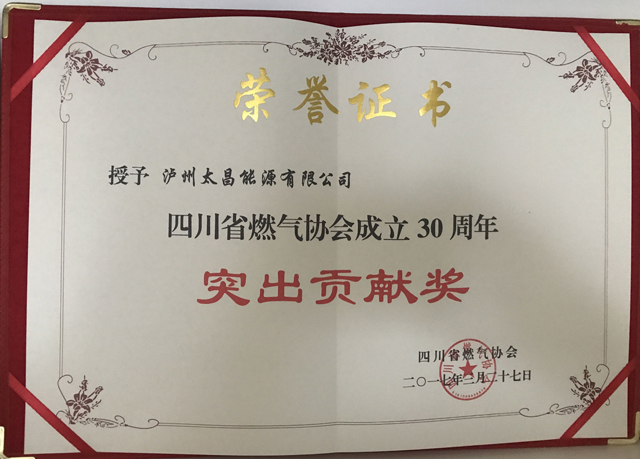 荣誉证书
授予 泸州太昌能源有限公司
四川省燃气协会成立 30 周年
突出贡献奖
四川省燃气协会
二〇一七年三月二十七日